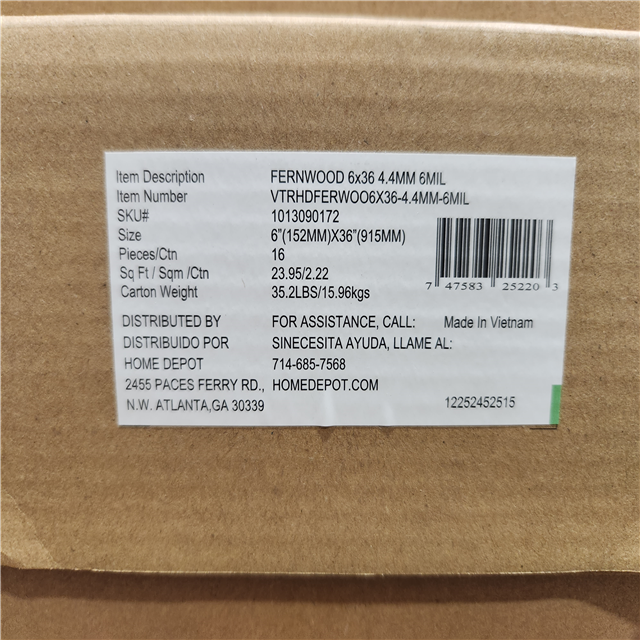 Item Description FERNWOOD 6x36 4.4MM 6MIL
Item Number VTRHDFERWOO6X36-4.4MM-6MIL
SKU# 1013090172
Size 6"(152MM)X36"(915MM)
Pieces/Ctn 16
Sq Ft / Sqm /Ctn 23.95/2.22
Carton Weight 35.2LBS/15.96kgs
7 47583 25220 3
DISTRIBUTED BY FOR ASSISTANCE, CALL: Made In Vietnam
DISTRIBUIDO POR SINECESITA AYUDA, LLAME AL:
HOME DEPOT 714-685-7568
2455 PACES FERRY RD., HOMEDEPOT.COM
N.W. ATLANTA,GA 30339 12252452515